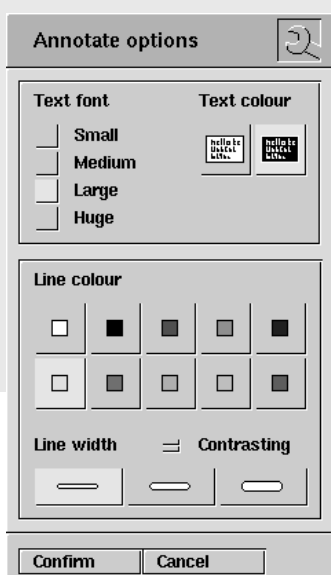 Annotate options
Text font Text colour
Small
Medium
Large
Huge
Line colour
Line width Contrasting
Confirm Cancel